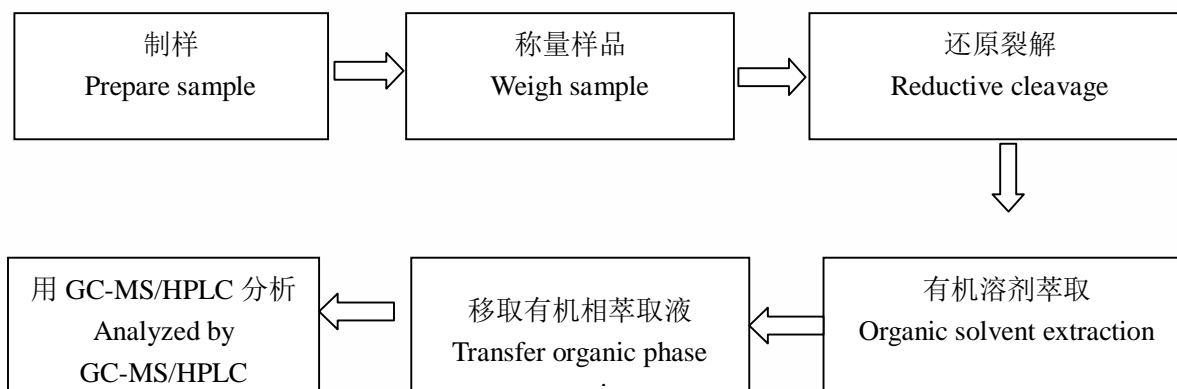 制样
Prepare sample
称量样品
Weigh sample
还原裂解
Reductive cleavage
有机溶剂萃取
Organic solvent extraction
移取有机相萃取液
Transfer organic phase
用 GC-MS/HPLC 分析
Analyzed by
GC-MS/HPLC